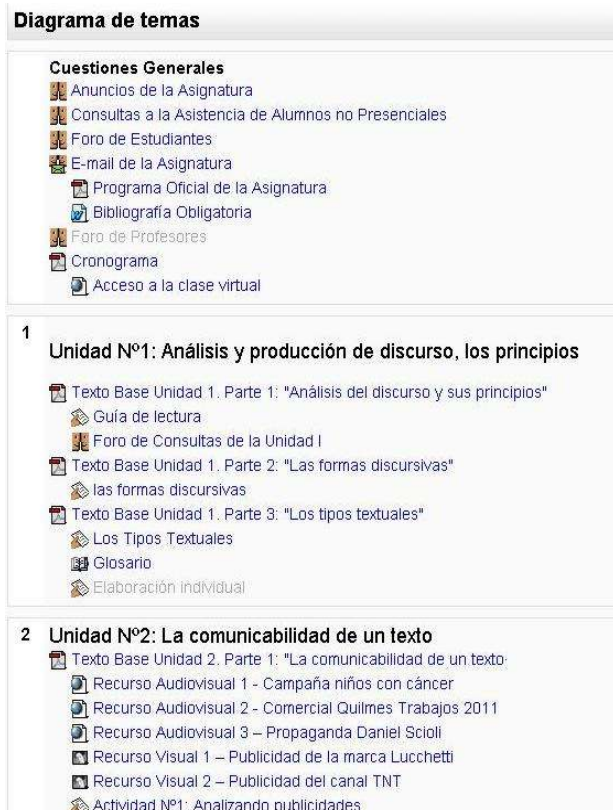 Diagrama de temas
Cuestiones Generales
Anuncios de la Asignatura
Consultas a la Asistencia de Alumnos no Presenciales
Foro de Estudiantes
E-mail de la Asignatura
Programa Oficial de la Asignatura
Bibliografía Obligatoria
Foro de Profesores
Cronograma
Acceso a la clase virtual
1
Unidad Nº1: Análisis y producción de discurso, los principios
Texto Base Unidad 1. Parte 1: "Análisis del discurso y sus principios"
Guía de lectura
Foro de Consultas de la Unidad I
Texto Base Unidad 1. Parte 2: "Las formas discursivas"
las formas discursivas
Texto Base Unidad 1. Parte 3: "Los tipos textuales"
Los Tipos Textuales
Glosario
Elaboración individual
2 Unidad Nº2: La comunicabilidad de un texto
Texto Base Unidad 2. Parte 1: "La comunicabilidad de un texto
Recurso Audiovisual 1 - Campaña niños con cáncer
Recurso Audiovisual 2 - Comercial Quilmes Trabajos 2011
Recurso Audiovisual 3 – Propaganda Daniel Scioli
Recurso Visual 1 – Publicidad de la marca Lucchetti
Recurso Visual 2 – Publicidad del canal TNT
Actividad Nº1: Analizando publicidades